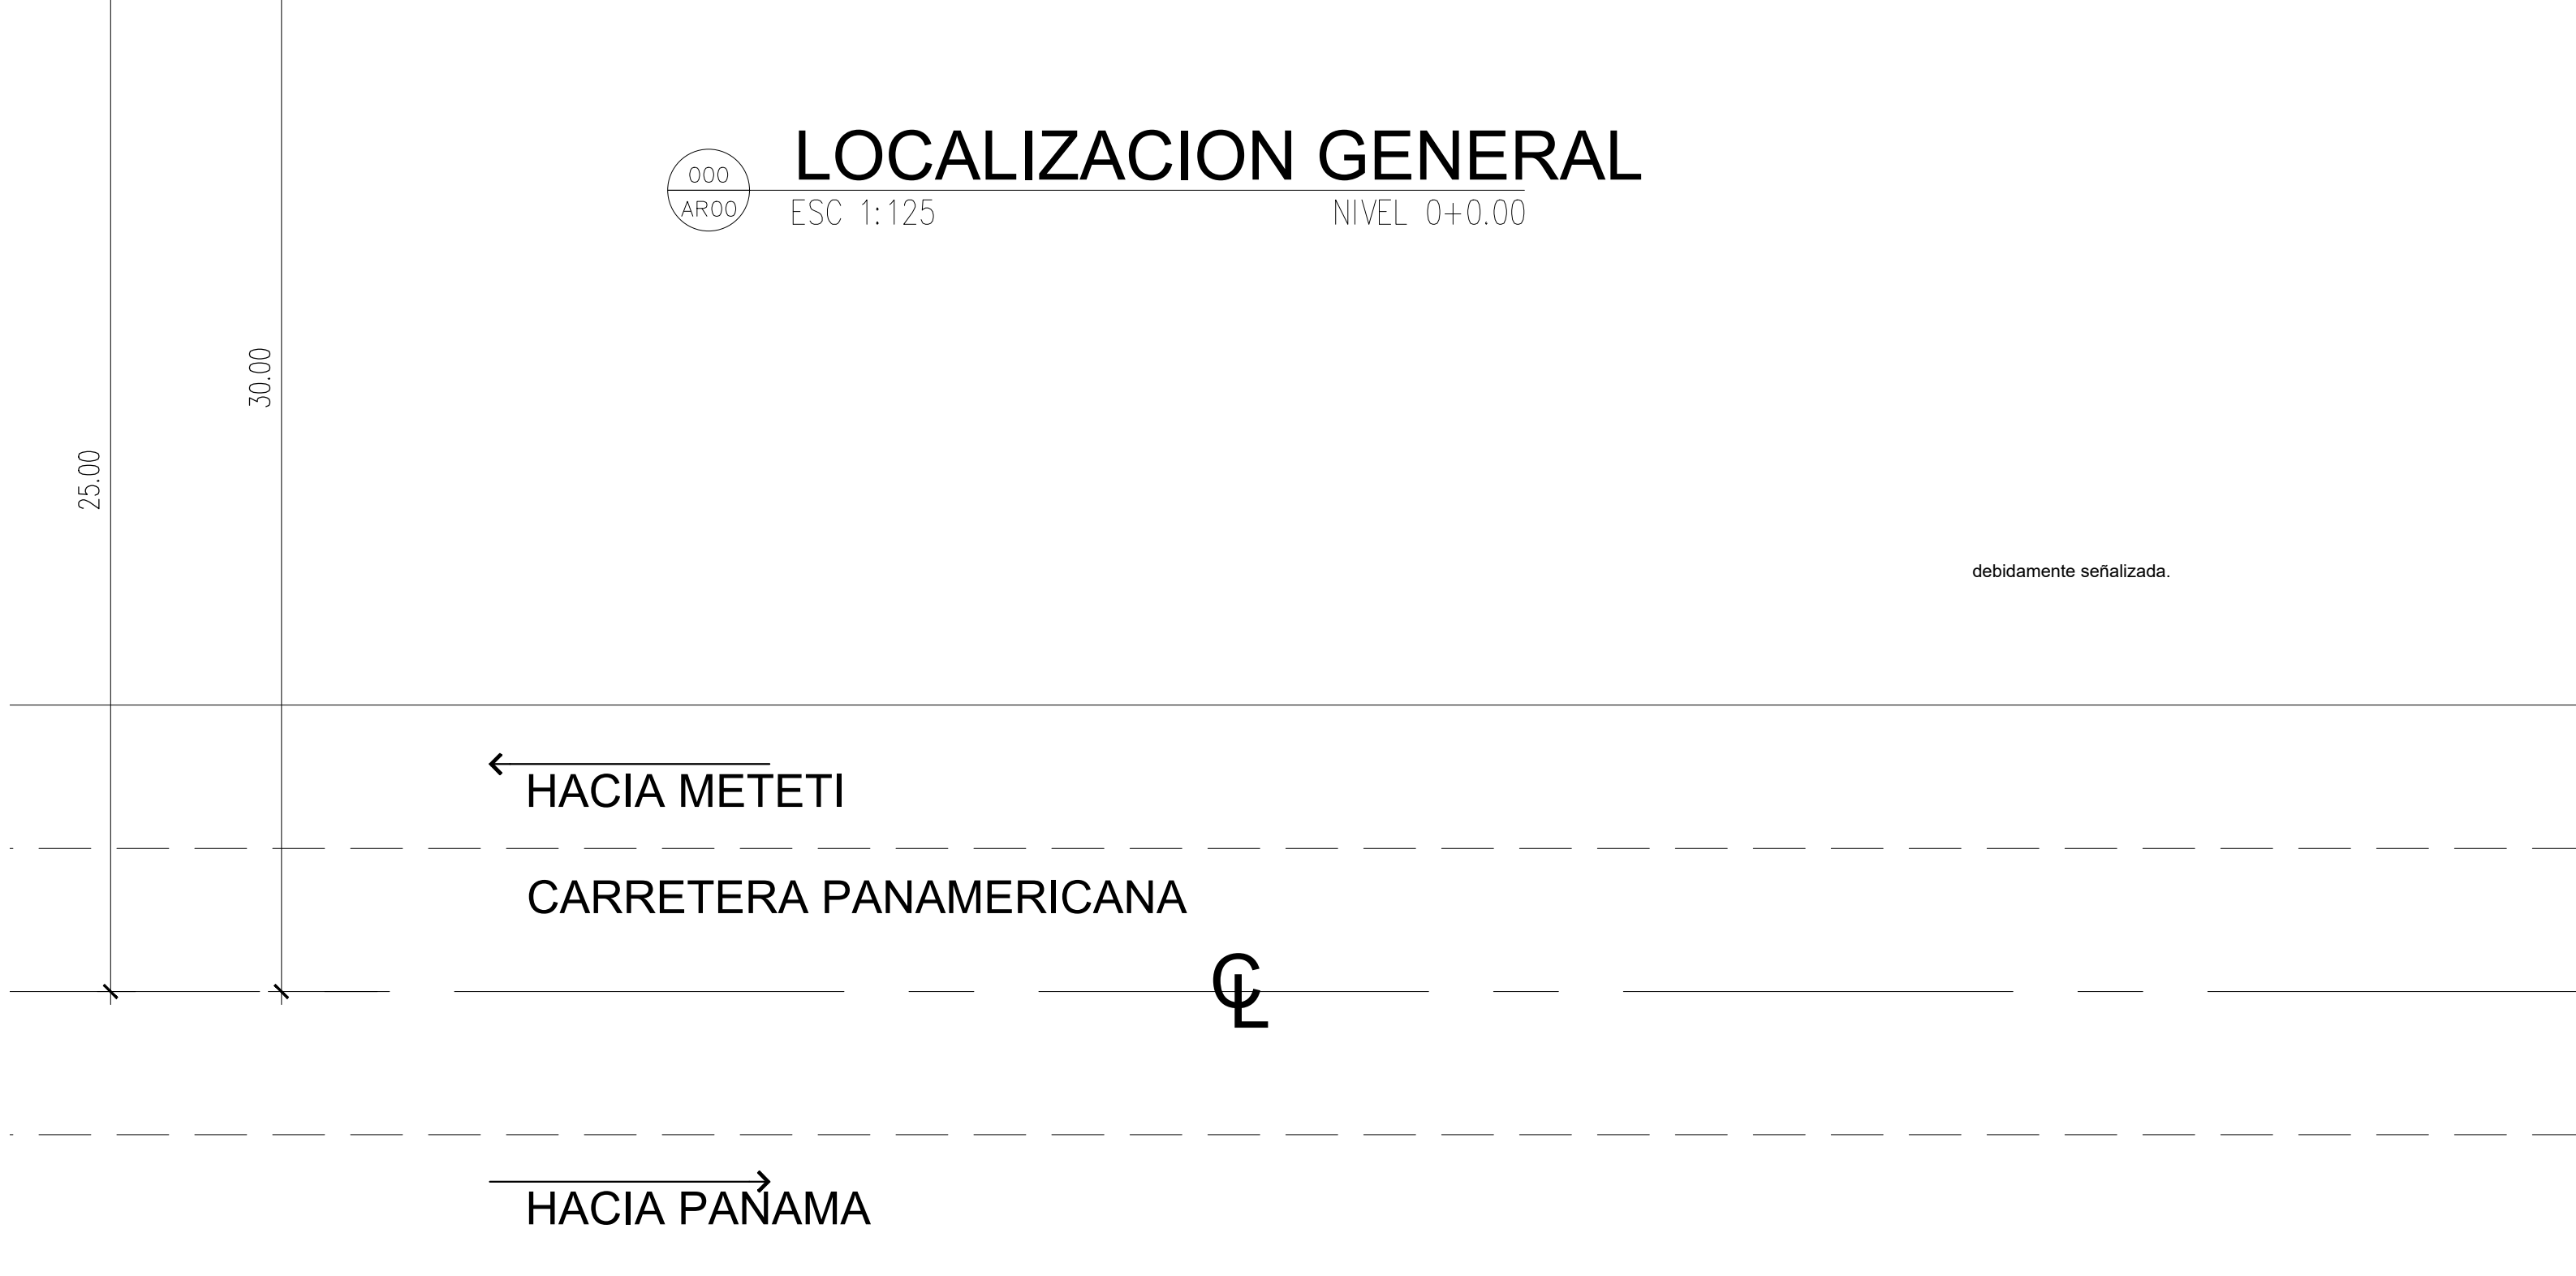 LOCALIZACION GENERAL
000
AR00
ESC 1:125
NIVEL 0+0.00
30.00
25.00
debidamente señalizada.
HACIA METETI
CARRETERA PANAMERICANA
℄
HACIA PANAMA